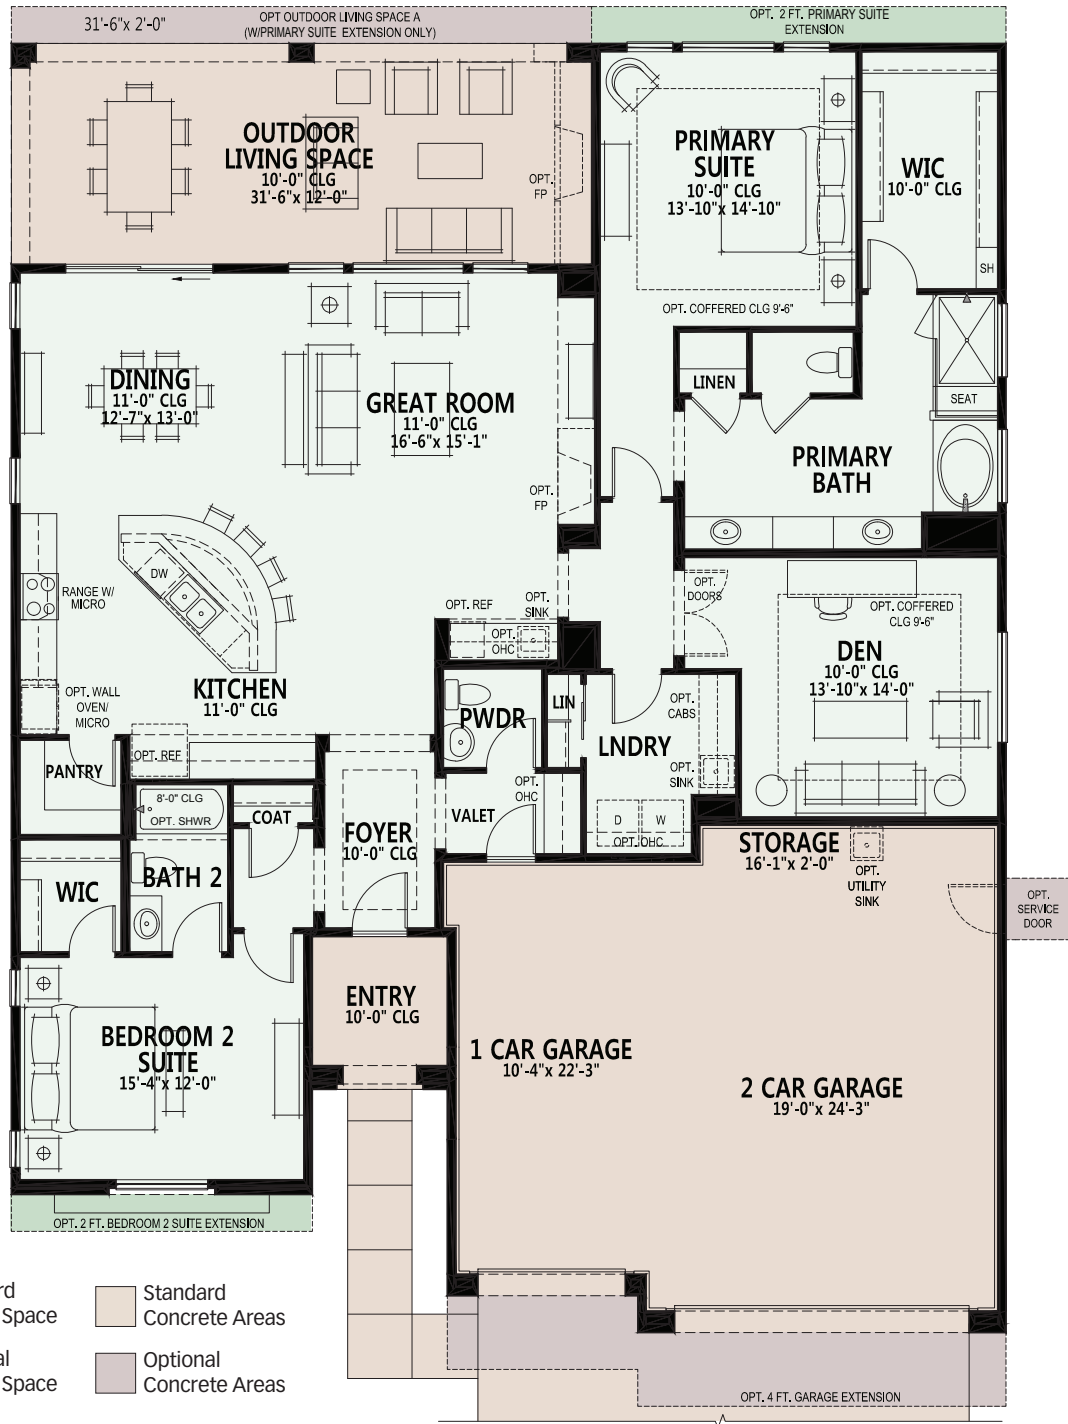 31'-6"x 2'-0"
OPT OUTDOOR LIVING SPACE A
(W/PRIMARY SUITE EXTENSION ONLY)
OPT. 2 FT. PRIMARY SUITE
EXTENSION
OUTDOOR
LIVING SPACE
10'-0" CLG
31'-6"x 12'-0"
OPT.
FP
PRIMARY
SUITE
10'-0" CLG
13'-10"x 14'-10"
OPT. COFFERED CLG 9'-6"
WIC
10'-0" CLG
SH
SEAT
LINEN
PRIMARY
BATH
DINING
11'-0" CLG
12'-7"x 13'-0"
GREAT ROOM
11'-0" CLG
16'-6"x 15'-1"
OPT.
FP
DW
RANGE W/
MICRO
OPT. WALL
OVEN/
MICRO
KITCHEN
11'-0" CLG
OPT. REF
OPT. REF
OPT.
SINK
OPT.
OHC
OPT.
DOORS
OPT. COFFERED
CLG 9'-6"
DEN
10'-0" CLG
13'-10"x 14'-0"
PWDR
LIN
LNDRY
OPT.
CABS
OPT.
SINK
D
W
OPT. OHC
PANTRY
8'-0" CLG
OPT. SHWR
COAT
FOYER
10'-0" CLG
VALET
OPT.
OHC
WIC
BATH 2
STORAGE
16'-1"x 2'-0"
OPT.
UTILITY
SINK
OPT.
SERVICE
DOOR
ENTRY
10'-0" CLG
BEDROOM 2
SUITE
15'-4"x 12'-0"
1 CAR GARAGE
10'-4"x 22'-3"
2 CAR GARAGE
19'-0"x 24'-3"
OPT. 2 FT. BEDROOM 2 SUITE EXTENSION
OPT. 4 FT. GARAGE EXTENSION
rd
Space
Standard
Concrete Areas
al
Space
Optional
Concrete Areas